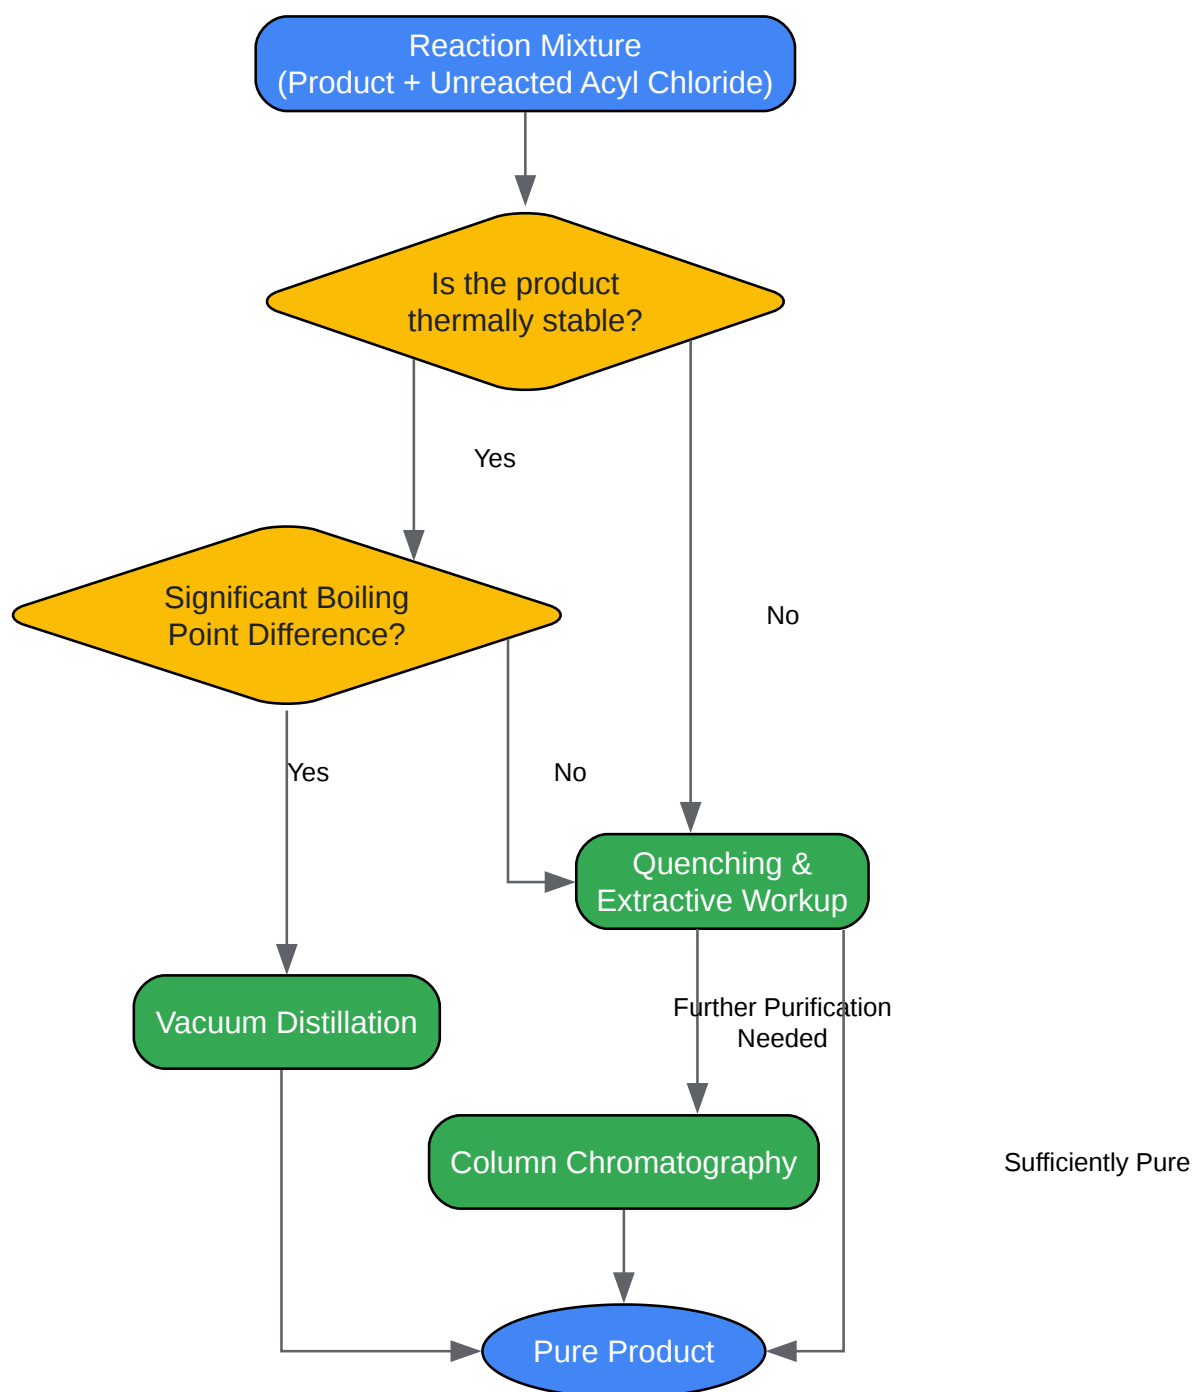 Reaction Mixture
(Product + Unreacted Acyl Chloride)
Is the product
thermally stable?
Yes
Significant Boiling
Point Difference?
No
Yes
No
Quenching &
Extractive Workup
Further Purification
Needed
Vacuum Distillation
Column Chromatography
Sufficiently Pure
Pure Product